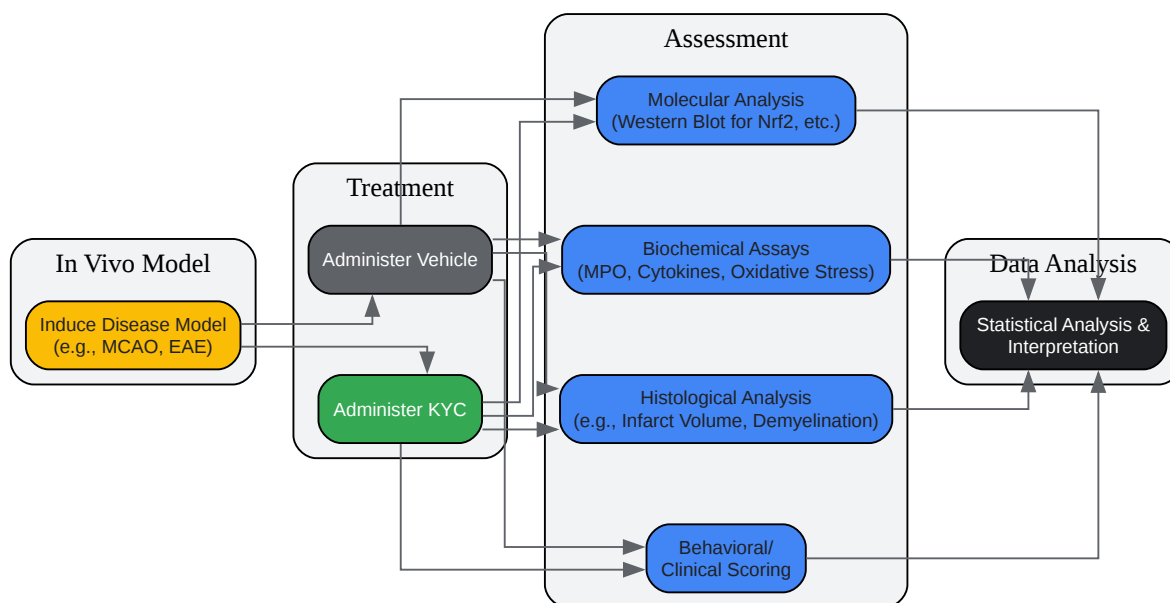 In Vivo Model
Induce Disease Model
(e.g., MCAO, EAE)
Treatment
Administer Vehicle
Administer KYC
Assessment
Molecular Analysis
(Western Blot for Nrf2, etc.)
Biochemical Assays
(MPO, Cytokines, Oxidative Stress)
Histological Analysis
(e.g., Infarct Volume, Demyelination)
Behavioral/
Clinical Scoring
Data Analysis
Statistical Analysis &
Interpretation